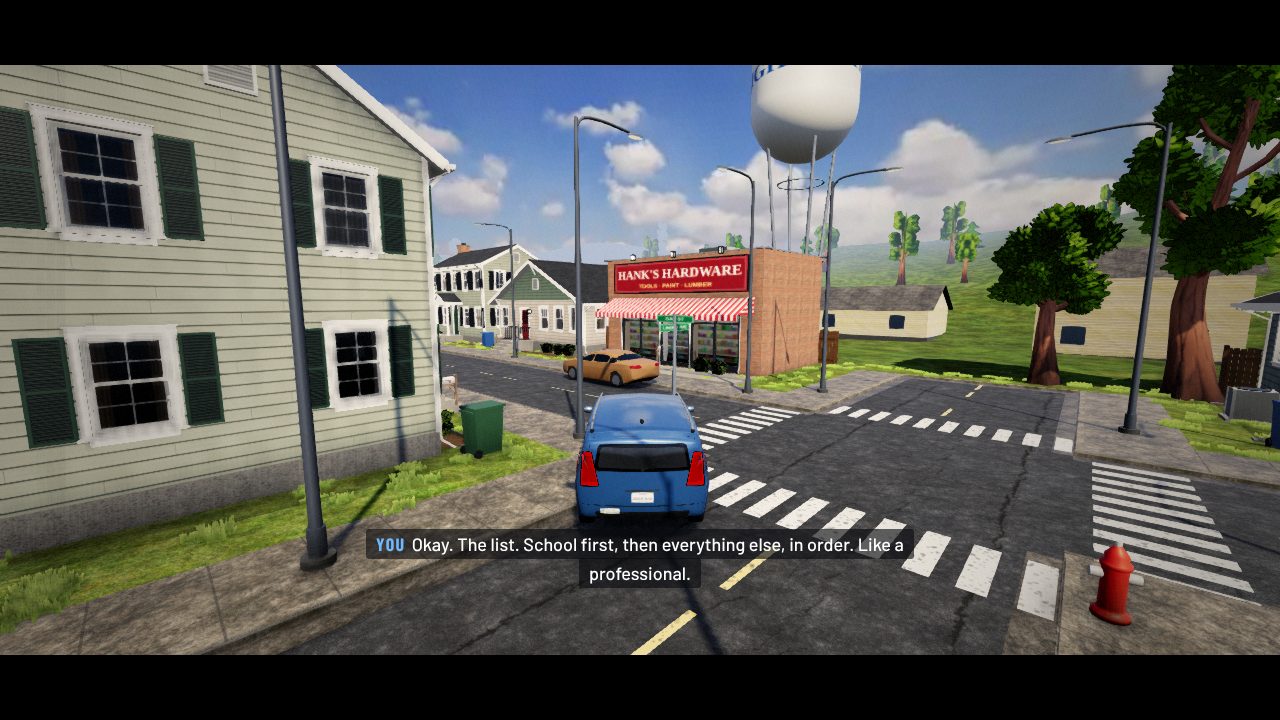 HANK'S HARDWARE
TOOLS · PAINT · LUMBER
YOU Okay. The list. School first, then everything else, in order. Like a
professional.